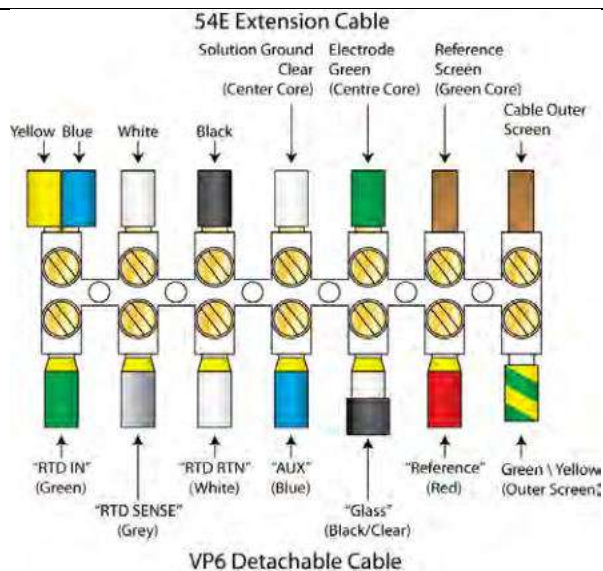 54E Extension Cable
Solution Ground
Clear
(Center Core)
Electrode
Green
(Centre Core)
Reference
Screen
(Green Core)
Cable Outer
Screen
Yellow
Blue
White
Black
"RTD IN"
(Green)
"RTD SENSE"
(Grey)
"RTD RTN"
(White)
"AUX"
(Blue)
"Glass"
(Black/Clear)
"Reference"
(Red)
Green \ Yellow
(Outer Screen)
VP6 Detachable Cable